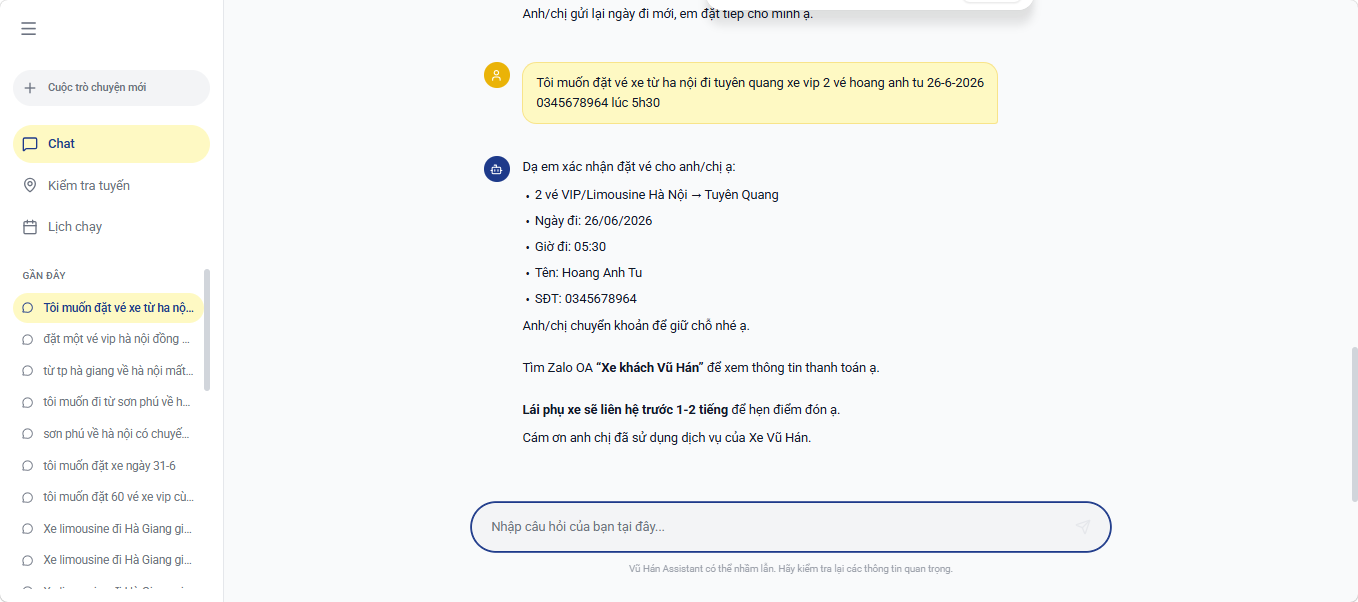 Anh/chị gửi lại ngày đi mới, em đặt tiếp cho mình ạ.
Cuộc trò chuyện mới
Chat
Kiểm tra tuyến
Lịch chạy
GẦN ĐÂY
Tôi muốn đặt vé xe từ ha nộ...
đặt một vé vip hà nội đồng ...
từ tp hà giang về hà nội mất...
tôi muốn đi từ sơn phú về h...
sơn phú về hà nội có chuyế...
tôi muốn đặt xe ngày 31-6
tôi muốn đặt 60 vé xe vip cù...
Xe limousine đi Hà Giang gi...
Xe limousine đi Hà Giang gi...
Tôi muốn đặt vé xe từ ha nội đi tuyên quang xe vip 2 vé hoang anh tu 26-6-2026
0345678964 lúc 5h30
Dạ em xác nhận đặt vé cho anh/chị ạ:
• 2 vé VIP/Limousine Hà Nội → Tuyên Quang
• Ngày đi: 26/06/2026
• Giờ đi: 05:30
• Tên: Hoang Anh Tu
• SĐT: 0345678964
Anh/chị chuyển khoản để giữ chỗ nhé ạ.
Tìm Zalo OA “Xe khách Vũ Hán” để xem thông tin thanh toán ạ.
Lái phụ xe sẽ liên hệ trước 1-2 tiếng để hẹn điểm đón ạ.
Cám ơn anh chị đã sử dụng dịch vụ của Xe Vũ Hán.
Nhập câu hỏi của bạn tại đây...
Vũ Hán Assistant có thể nhầm lẫn. Hãy kiểm tra lại các thông tin quan trọng.